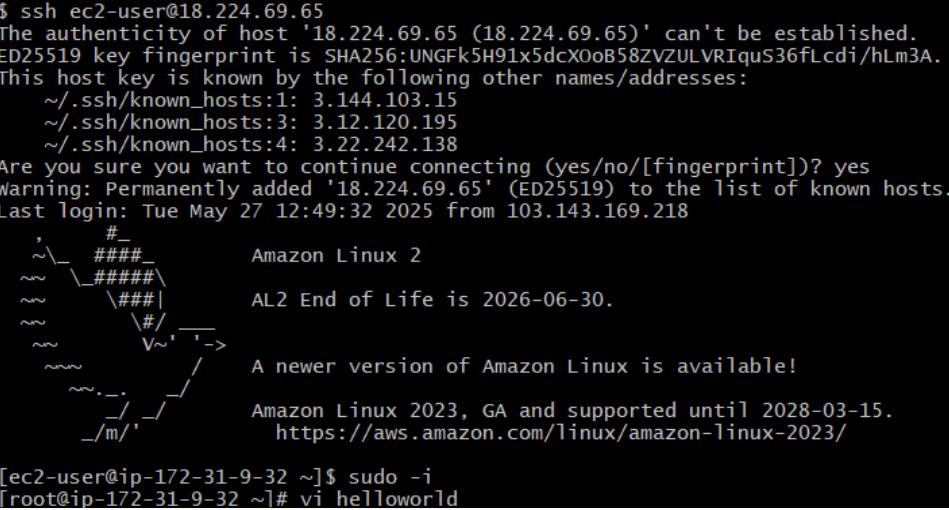 $ ssh ec2-user@18.224.69.65
The authenticity of host '18.224.69.65 (18.224.69.65)' can't be established.
ED25519 key fingerprint is SHA256:UNGFk5H91x5dcXOoB58ZVZULVRIquS36fLcdi/hLm3A.
This host key is known by the following other names/addresses:
    ~/.ssh/known_hosts:1: 3.144.103.15
    ~/.ssh/known_hosts:3: 3.12.120.195
    ~/.ssh/known_hosts:4: 3.22.242.138
Are you sure you want to continue connecting (yes/no/[fingerprint])? yes
Warning: Permanently added '18.224.69.65' (ED25519) to the list of known hosts.
Last login: Tue May 27 12:49:32 2025 from 103.143.169.218
   ,     #_
   ~\_  ####_        Amazon Linux 2
  ~~  \_#####\
  ~~     \###|       AL2 End of Life is 2026-06-30.
  ~~       \#/ ___
   ~~       V~' '->
    ~~~         /    A newer version of Amazon Linux is available!
      ~~._.   _/
         _/ _/       Amazon Linux 2023, GA and supported until 2028-03-15.
       _/m/'           https://aws.amazon.com/linux/amazon-linux-2023/
[ec2-user@ip-172-31-9-32 ~]$ sudo -i
[root@ip-172-31-9-32 ~]# vi helloworld